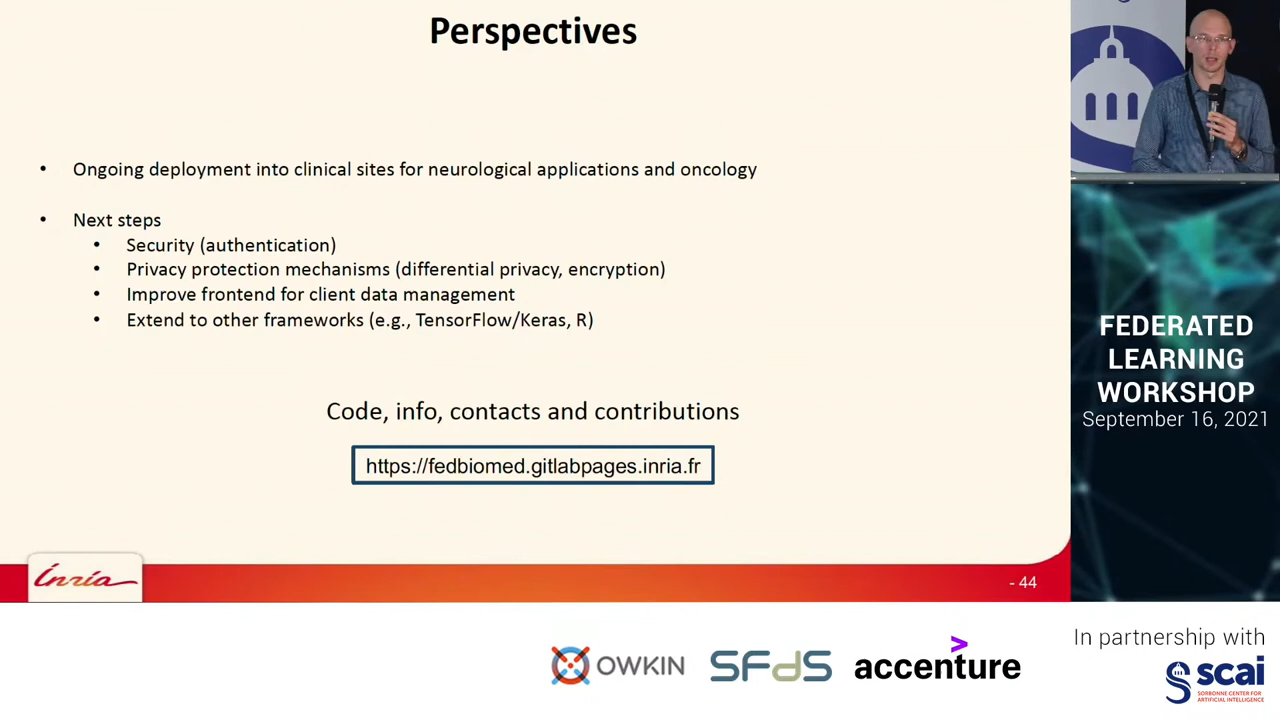 Perspectives
• Ongoing deployment into clinical sites for neurological applications and oncology
• Next steps
• Security (authentication)
• Privacy protection mechanisms (differential privacy, encryption)
• Improve frontend for client data management
• Extend to other frameworks (e.g., TensorFlow/Keras, R)
Code, info, contacts and contributions
https://fedbiomed.gitlabpages.inria.fr
Inria
- 44
FEDERATED
LEARNING
WORKSHOP
September 16, 2021
OWKIN
SFdS
accenture
In partnership with
scai
SORBONNE CENTER FOR
ARTIFICIAL INTELLIGENCE